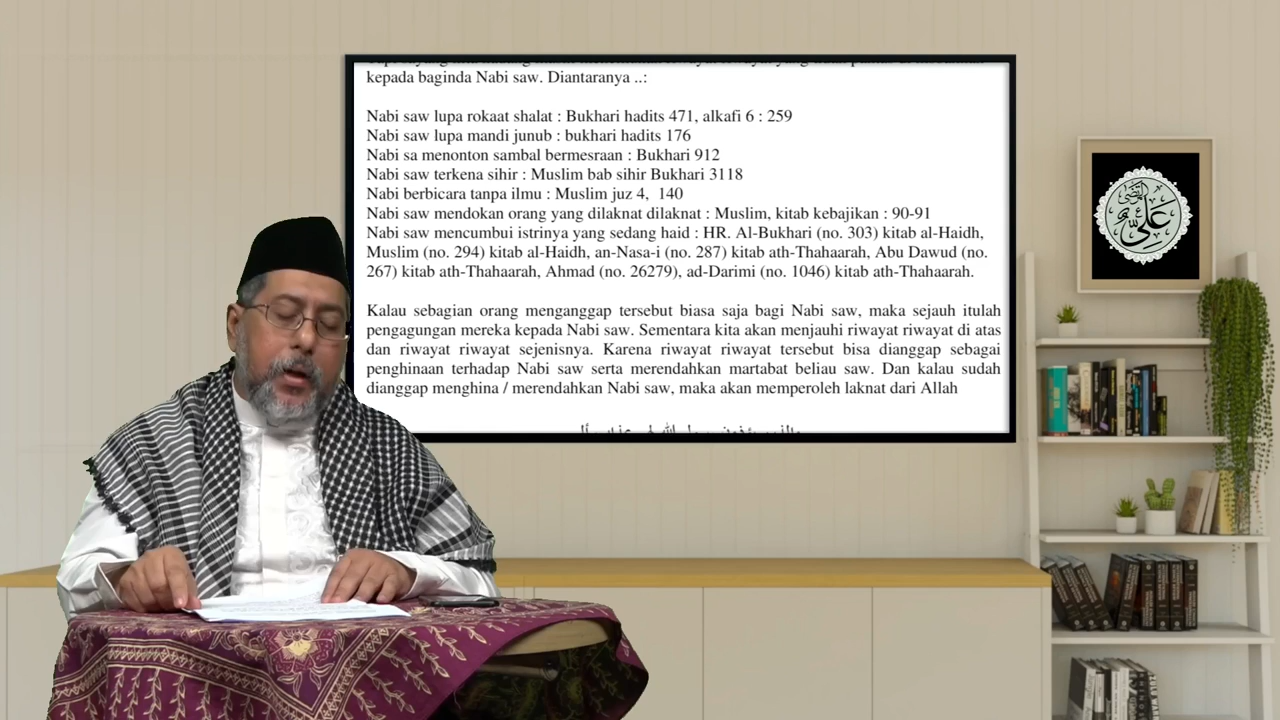 kepada baginda Nabi saw. Diantaranya ..:
Nabi saw lupa rokaat shalat : Bukhari hadits 471, alkafi 6 : 259
Nabi saw lupa mandi junub : bukhari hadits 176
Nabi sa menonton sambal bermesraan : Bukhari 912
Nabi saw terkena sihir : Muslim bab sihir Bukhari 3118
Nabi berbicara tanpa ilmu : Muslim juz 4, 140
Nabi saw mendokan orang yang dilaknat dilaknat : Muslim, kitab kebajikan : 90-91
Nabi saw mencumbui istrinya yang sedang haid : HR. Al-Bukhari (no. 303) kitab al-Haidh,
Muslim (no. 294) kitab al-Haidh, an-Nasa-i (no. 287) kitab ath-Thahaarah, Abu Dawud (no.
267) kitab ath-Thahaarah, Ahmad (no. 26279), ad-Darimi (no. 1046) kitab ath-Thahaarah.
Kalau sebagian orang menganggap tersebut biasa saja bagi Nabi saw, maka sejauh itulah
pengagungan mereka kepada Nabi saw. Sementara kita akan menjauhi riwayat riwayat di atas
dan riwayat riwayat sejenisnya. Karena riwayat riwayat tersebut bisa dianggap sebagai
penghinaan terhadap Nabi saw serta merendahkan martabat beliau saw. Dan kalau sudah
dianggap menghina / merendahkan Nabi saw, maka akan memperoleh laknat dari Allah
علي